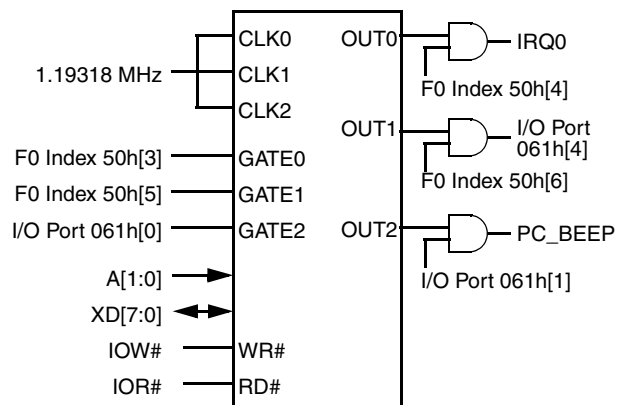 CLK0 OUT0 IRQ0
1.19318 MHz CLK1
F0 Index 50h[4]
CLK2
OUT1 I/O Port
061h[4]
F0 Index 50h[3] GATE0
F0 Index 50h[5] GATE1 F0 Index 50h[6]
I/O Port 061h[0] GATE2 OUT2 PC_BEEP
A[1:0] I/O Port 061h[1]
XD[7:0]
IOW# WR#
IOR# RD#